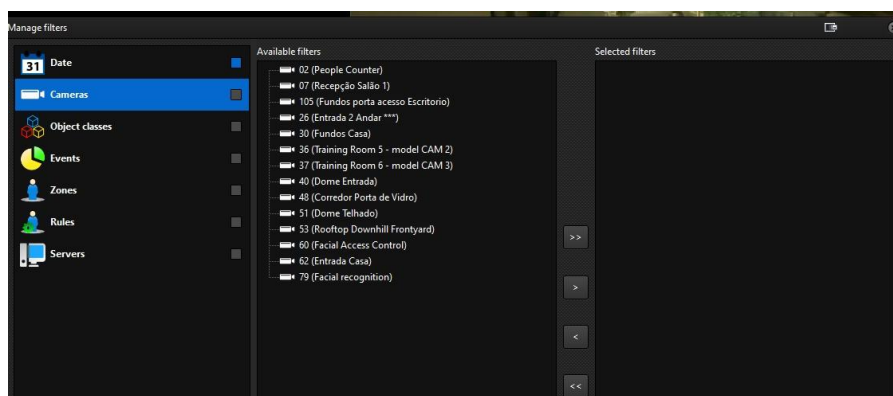 Manage filters
31 Date
Cameras
Object classes
Events
Zones
Rules
Servers
Available filters
02 (People Counter)
07 (Recepção Salão 1)
105 (Fundos porta acesso Escritorio)
26 (Entrada 2 Andar ***)
30 (Fundos Casa)
36 (Training Room 5 - model CAM 2)
37 (Training Room 6 - model CAM 3)
40 (Dome Entrada)
48 (Corredor Porta de Vidro)
51 (Dome Telhado)
53 (Rooftop Downhill Frontyard)
60 (Facial Access Control)
62 (Entrada Casa)
79 (Facial recognition)
>>
>
<
<<
Selected filters